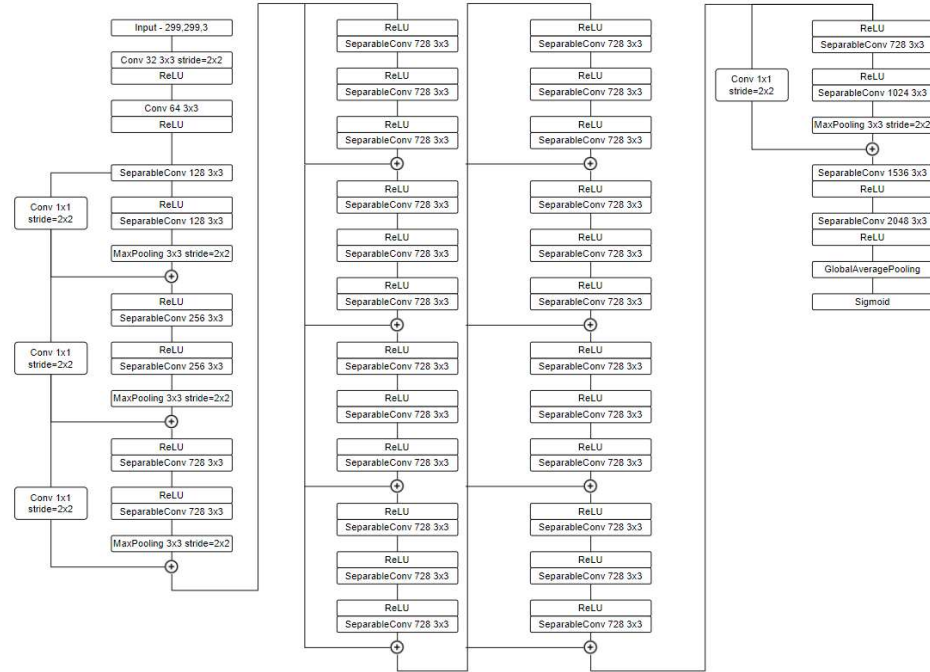 Input - 299,299,3
Conv 32 3x3 stride=2x2
ReLU
Conv 64 3x3
ReLU
SeparableConv 128 3x3
Conv 1x1
stride=2x2
ReLU
SeparableConv 128 3x3
MaxPooling 3x3 stride=2x2
ReLU
SeparableConv 256 3x3
Conv 1x1
stride=2x2
ReLU
SeparableConv 256 3x3
MaxPooling 3x3 stride=2x2
ReLU
SeparableConv 728 3x3
Conv 1x1
stride=2x2
ReLU
SeparableConv 728 3x3
MaxPooling 3x3 stride=2x2
ReLU
SeparableConv 728 3x3
ReLU
SeparableConv 728 3x3
ReLU
SeparableConv 728 3x3
ReLU
SeparableConv 728 3x3
ReLU
SeparableConv 728 3x3
ReLU
SeparableConv 728 3x3
ReLU
SeparableConv 728 3x3
ReLU
SeparableConv 728 3x3
ReLU
SeparableConv 728 3x3
ReLU
SeparableConv 728 3x3
ReLU
SeparableConv 728 3x3
ReLU
SeparableConv 728 3x3
ReLU
SeparableConv 728 3x3
ReLU
SeparableConv 728 3x3
ReLU
SeparableConv 728 3x3
ReLU
SeparableConv 728 3x3
ReLU
SeparableConv 728 3x3
ReLU
SeparableConv 728 3x3
ReLU
SeparableConv 728 3x3
ReLU
SeparableConv 728 3x3
ReLU
SeparableConv 728 3x3
ReLU
SeparableConv 728 3x3
ReLU
SeparableConv 728 3x3
ReLU
SeparableConv 728 3x3
ReLU
SeparableConv 728 3x3
Conv 1x1
stride=2x2
ReLU
SeparableConv 1024 3x3
MaxPooling 3x3 stride=2x2
SeparableConv 1536 3x3
ReLU
SeparableConv 2048 3x3
ReLU
GlobalAveragePooling
Sigmoid